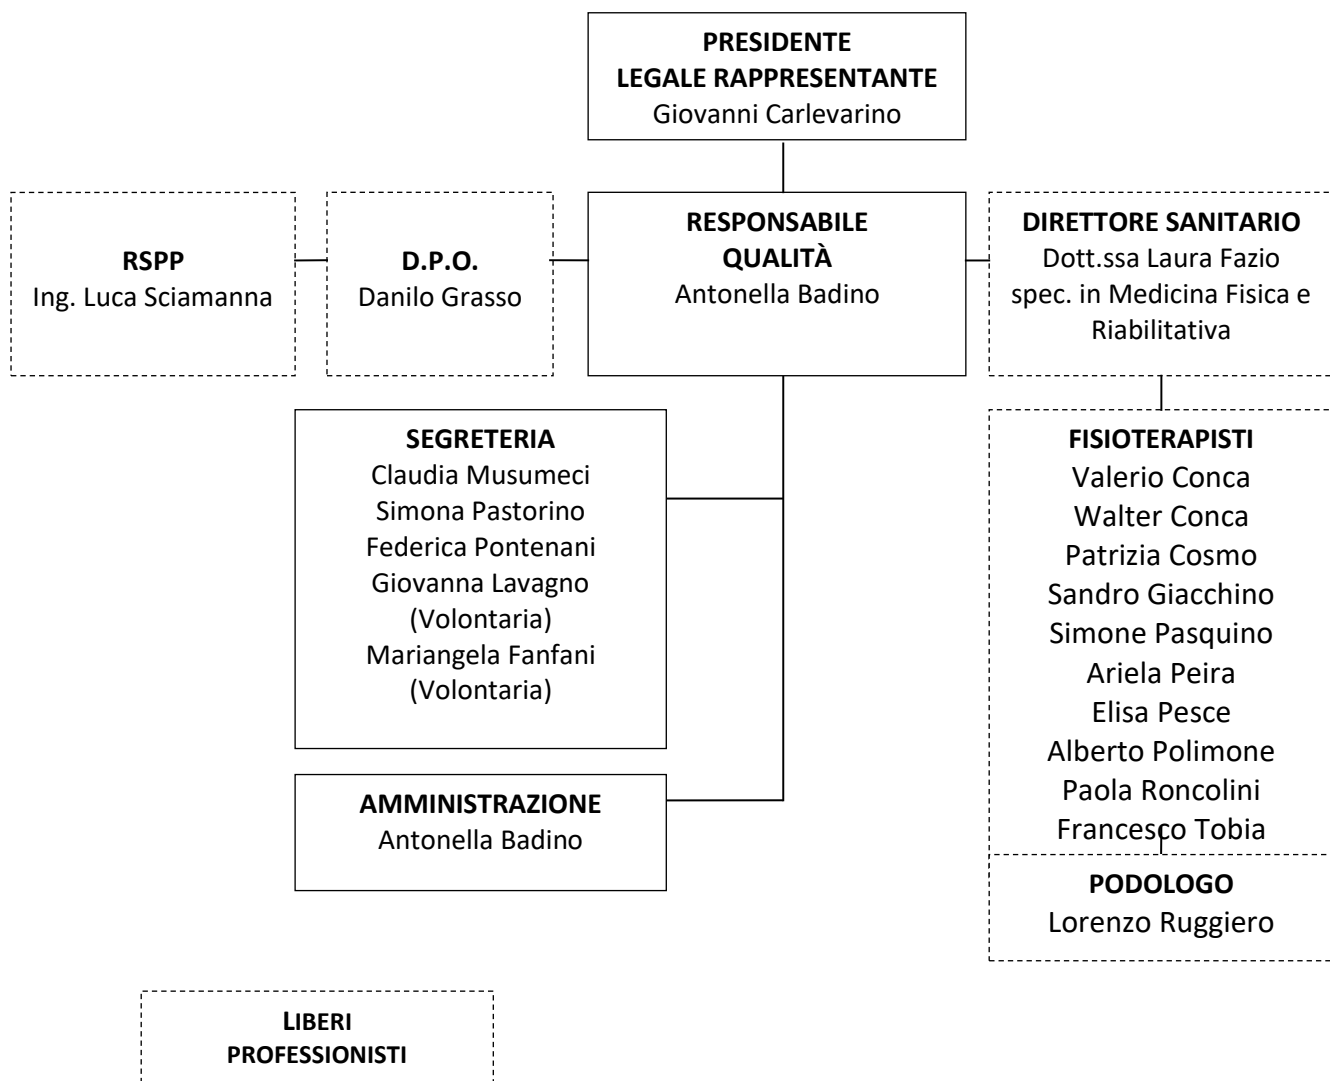 PRESIDENTE
LEGALE RAPPRESENTANTE
Giovanni Carlevarino
RSPP
Ing. Luca Sciamanna
D.P.O.
Danilo Grasso
RESPONSABILE
QUALITÀ
Antonella Badino
DIRETTORE SANITARIO
Dott.ssa Laura Fazio
spec. in Medicina Fisica e
Riabilitativa
SEGRETERIA
Claudia Musumeci
Simona Pastorino
Federica Pontenani
Giovanna Lavagno
(Volontaria)
Mariangela Fanfani
(Volontaria)
FISIOTERAPISTI
Valerio Conca
Walter Conca
Patrizia Cosmo
Sandro Giacchino
Simone Pasquino
Ariela Peira
Elisa Pesce
Alberto Polimone
Paola Roncolini
Francesco Tobia
AMMINISTRAZIONE
Antonella Badino
PODOLOGO
Lorenzo Ruggiero
LIBERI
PROFESSIONISTI